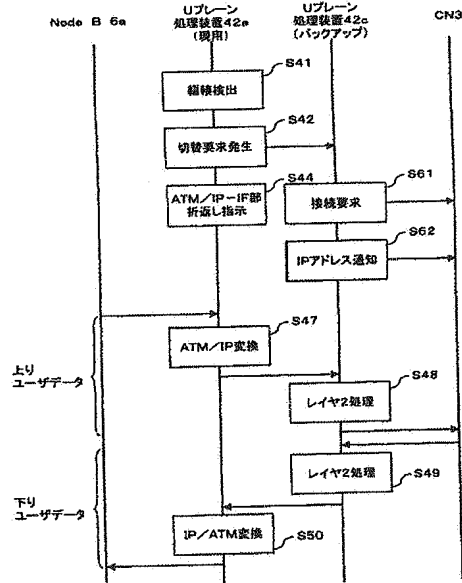 Node B 6a
Uプレーン
処理装置42a
(現用)
Uプレーン
処理装置42c
(バックアップ)
CN3
S41
輻輳検出
S42
切替要求発生
S44
ATM/IP-IF部
折返し指示
S61
接続要求
S62
IPアドレス通知
上り
ユーザデータ
S47
ATM/IP変換
S48
レイヤ2処理
下り
ユーザデータ
レイヤ2処理
S49
IP/ATM変換
S50